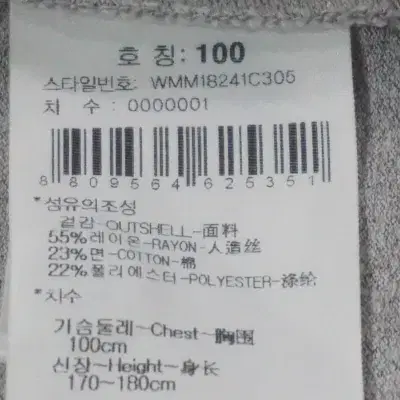 호 칭: 100
스타일번호: WMM18241C305
치 수 : 0000001
8 809564 625351
*섬유의조성
겉감-OUTSHELL-面料
55%레이온-RAYON-人造丝
23%면-COTTON-棉
22%폴리에스터-POLYESTER-涤纶
*치수
가슴둘레-Chest-胸围
100cm
신장-Height-身长
170-180cm